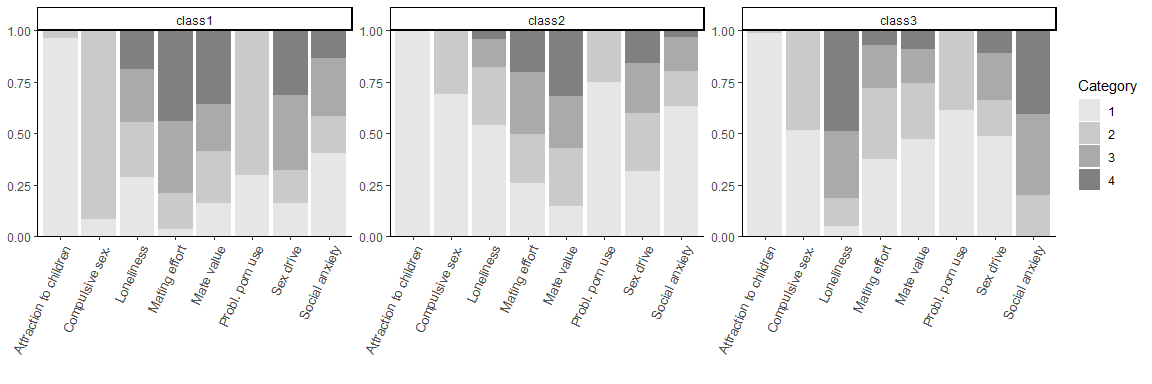 class1
class2
class3
1.00
0.75
0.50
0.25
0.00
1.00
0.75
0.50
0.25
0.00
1.00
0.75
0.50
0.25
0.00
Attraction to children
Compulsive sex.
Loneliness
Mating effort
Mate value
Probl. porn use
Sex drive
Social anxiety
Attraction to children
Compulsive sex.
Loneliness
Mating effort
Mate value
Probl. porn use
Sex drive
Social anxiety
Attraction to children
Compulsive sex.
Loneliness
Mating effort
Mate value
Probl. porn use
Sex drive
Social anxiety
Category
1
2
3
4